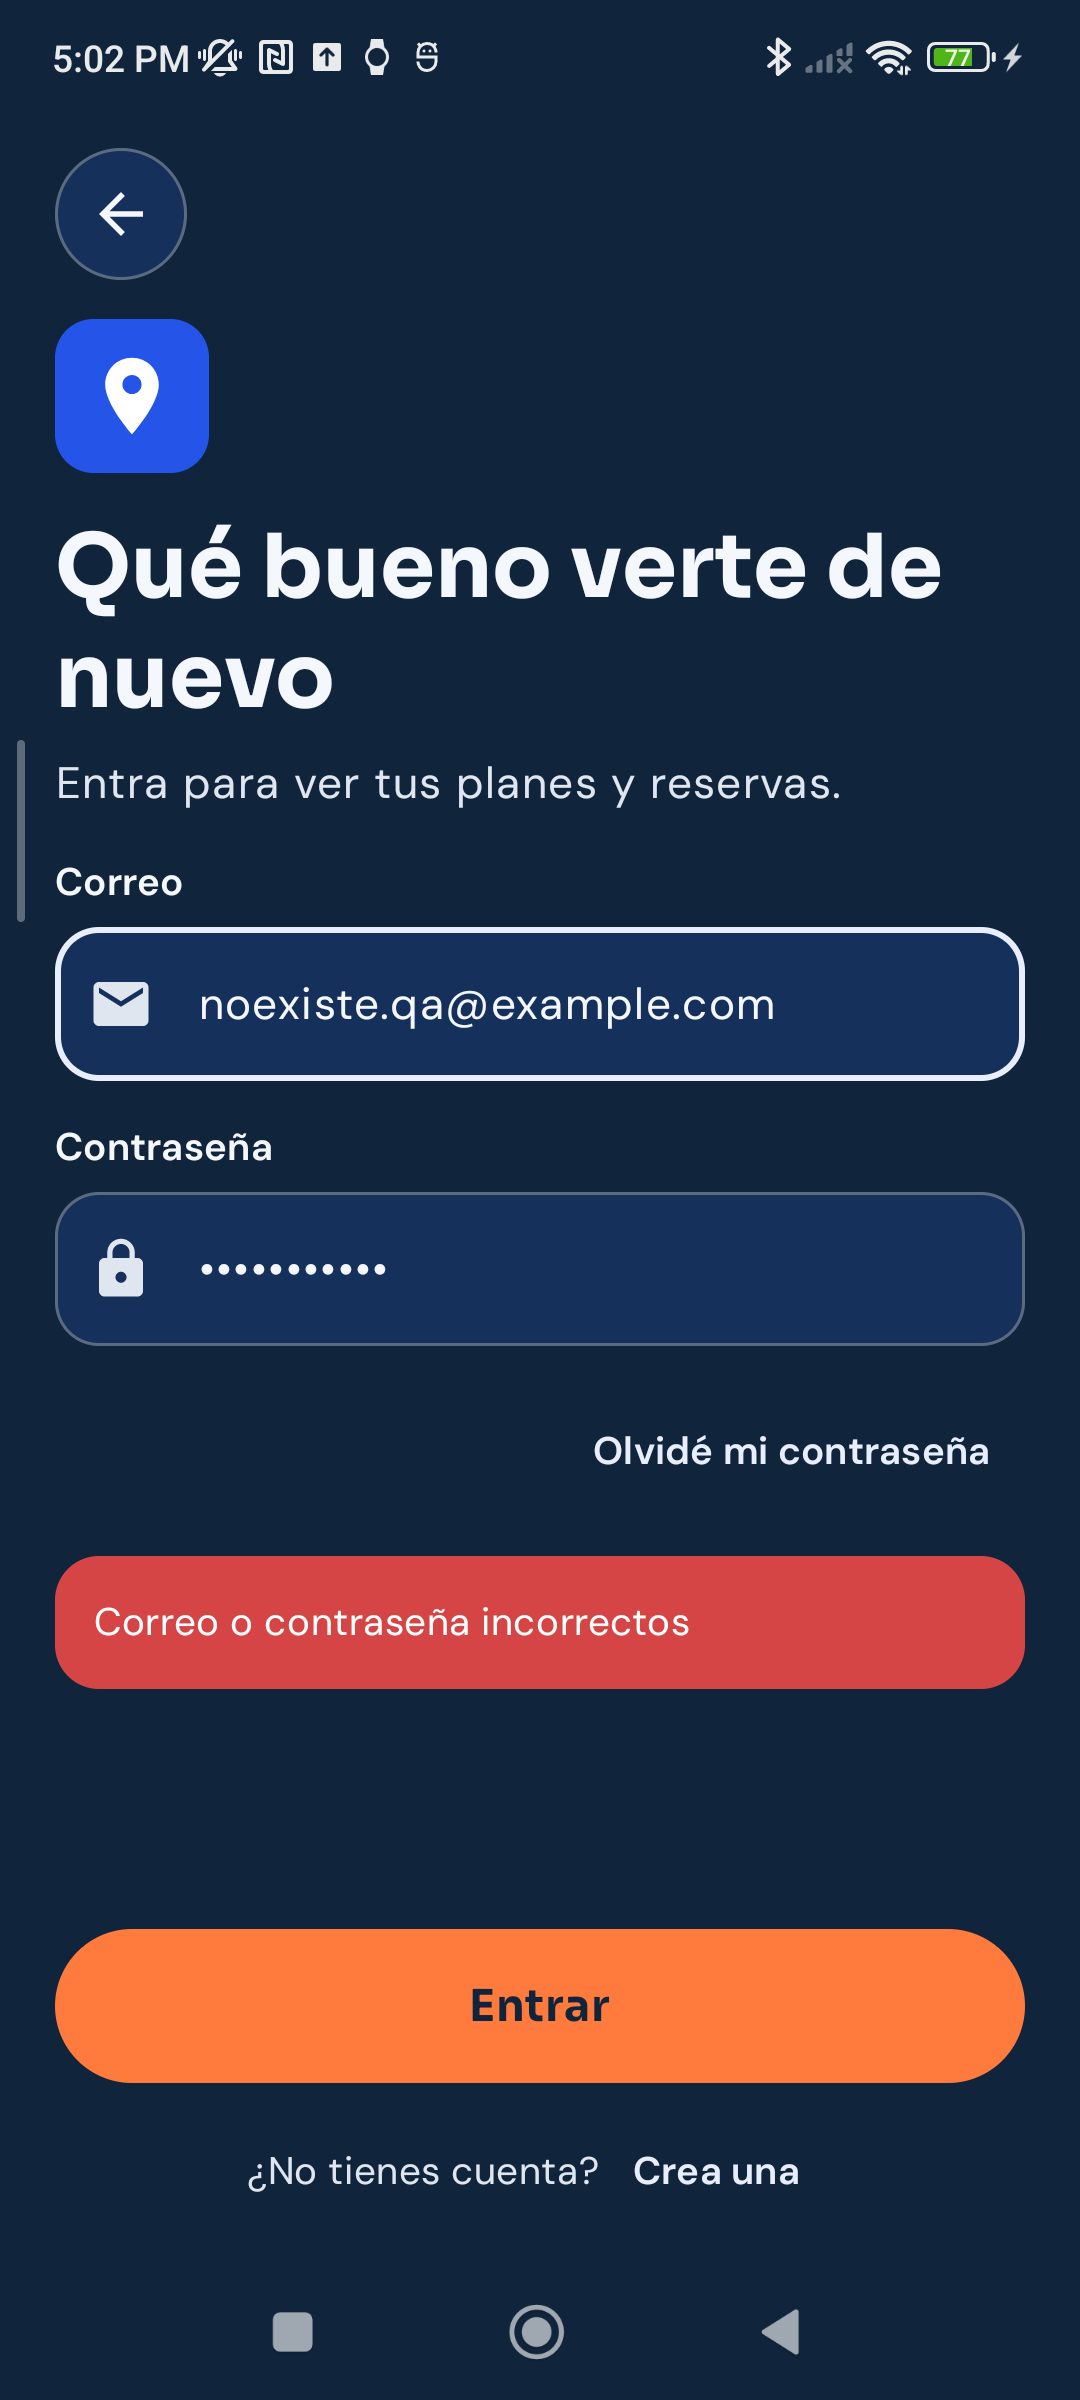 5:02 PM
77
Qué bueno verte de
nuevo
Entra para ver tus planes y reservas.
Correo
noexiste.qa@example.com
Contraseña
•••••••••••
Olvidé mi contraseña
Correo o contraseña incorrectos
Entrar
¿No tienes cuenta? Crea una